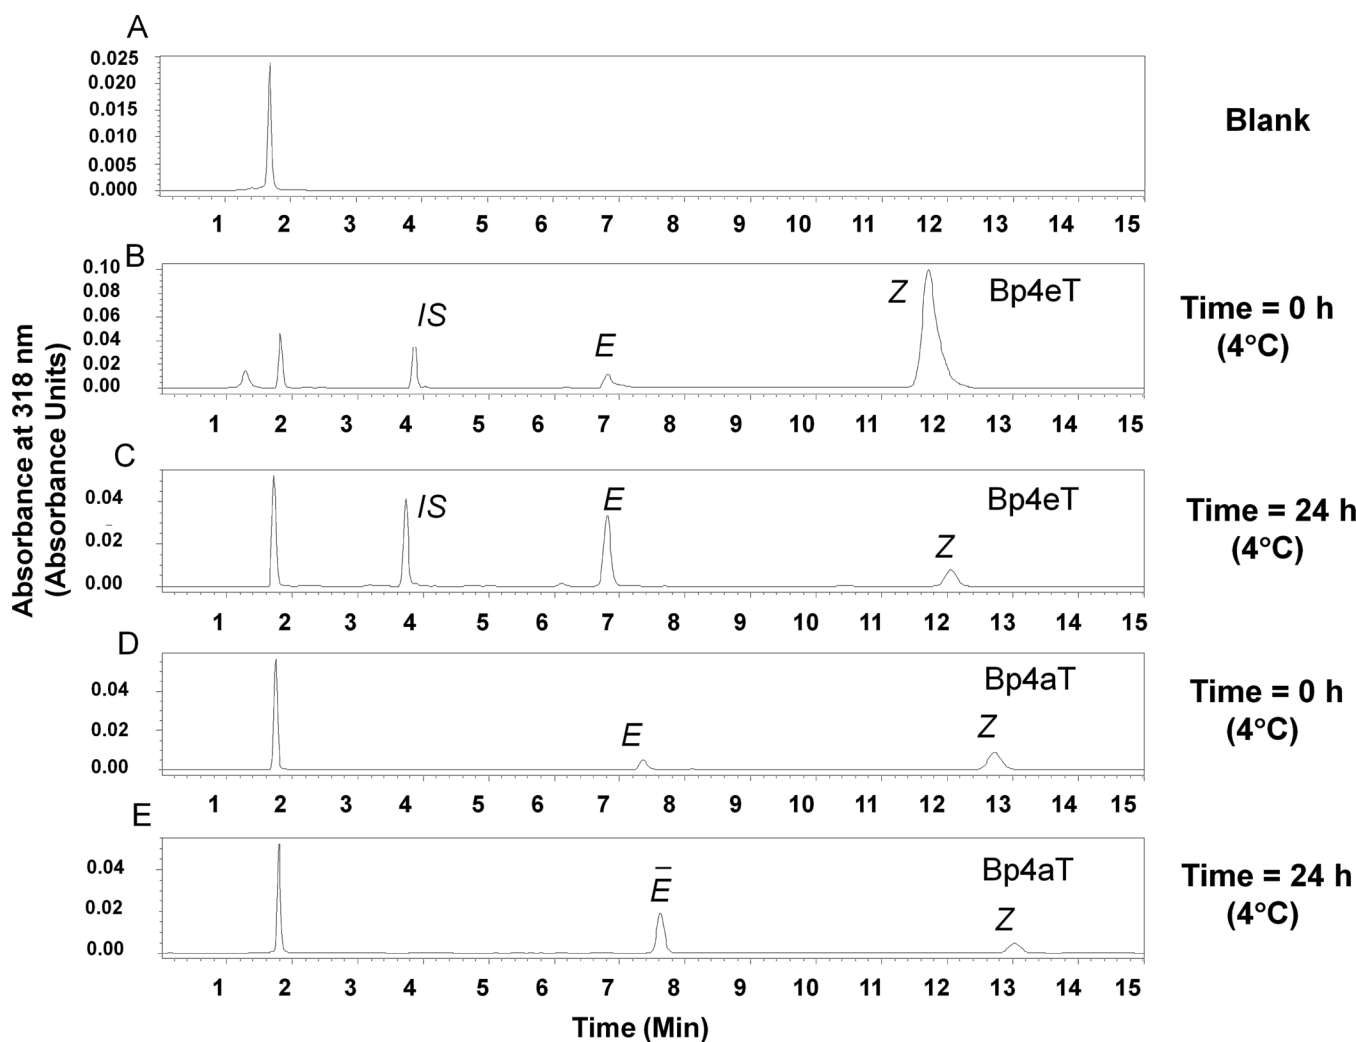 A
0.025
0.020
0.015
0.010
0.005
0.000
Blank
1 2 3 4 5 6 7 8 9 10 11 12 13 14 15
B
0.10
0.08
0.06
0.04
0.02
0.00
IS
E
Z
Bp4eT
Time = 0 h
(4°C)
1 2 3 4 5 6 7 8 9 10 11 12 13 14 15
Absorbance at 318 nm
(Absorbance Units)
C
0.04
0.02
0.00
IS
E
Z
Bp4eT
Time = 24 h
(4°C)
1 2 3 4 5 6 7 8 9 10 11 12 13 14 15
D
0.04
0.02
0.00
E
Z
Bp4aT
Time = 0 h
(4°C)
1 2 3 4 5 6 7 8 9 10 11 12 13 14 15
E
0.04
0.02
0.00
E
Z
Bp4aT
Time = 24 h
(4°C)
1 2 3 4 5 6 7 8 9 10 11 12 13 14 15
Time (Min)